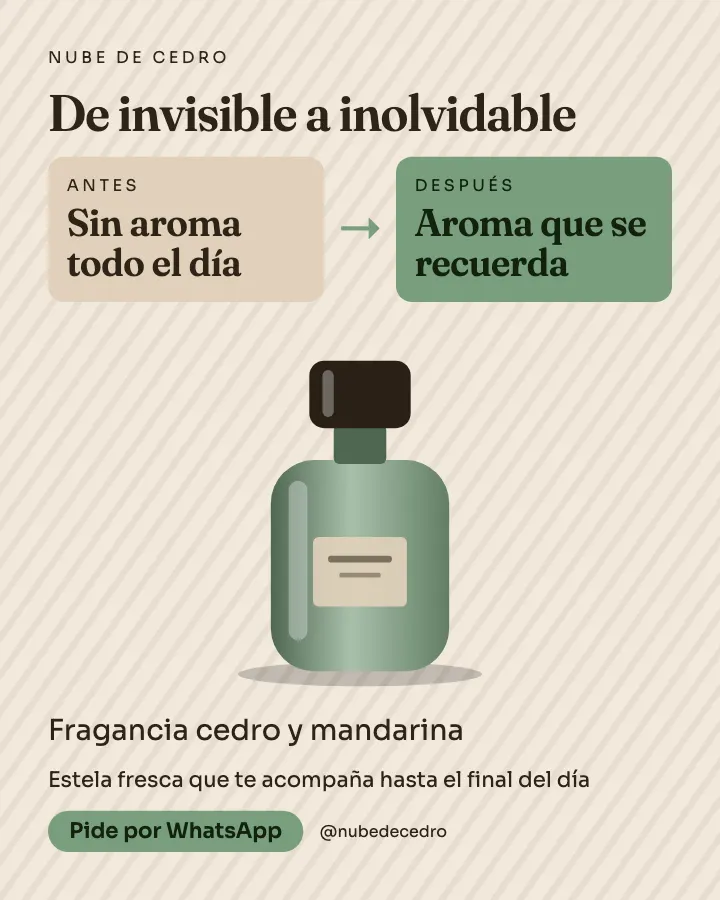 NUBE DE CEDRO
De invisible a inolvidable
ANTES
Sin aroma
todo el día
DESPUÉS
Aroma que se
recuerda
Fragancia cedro y mandarina
Estela fresca que te acompaña hasta el final del día
Pide por WhatsApp
@nubedecedro